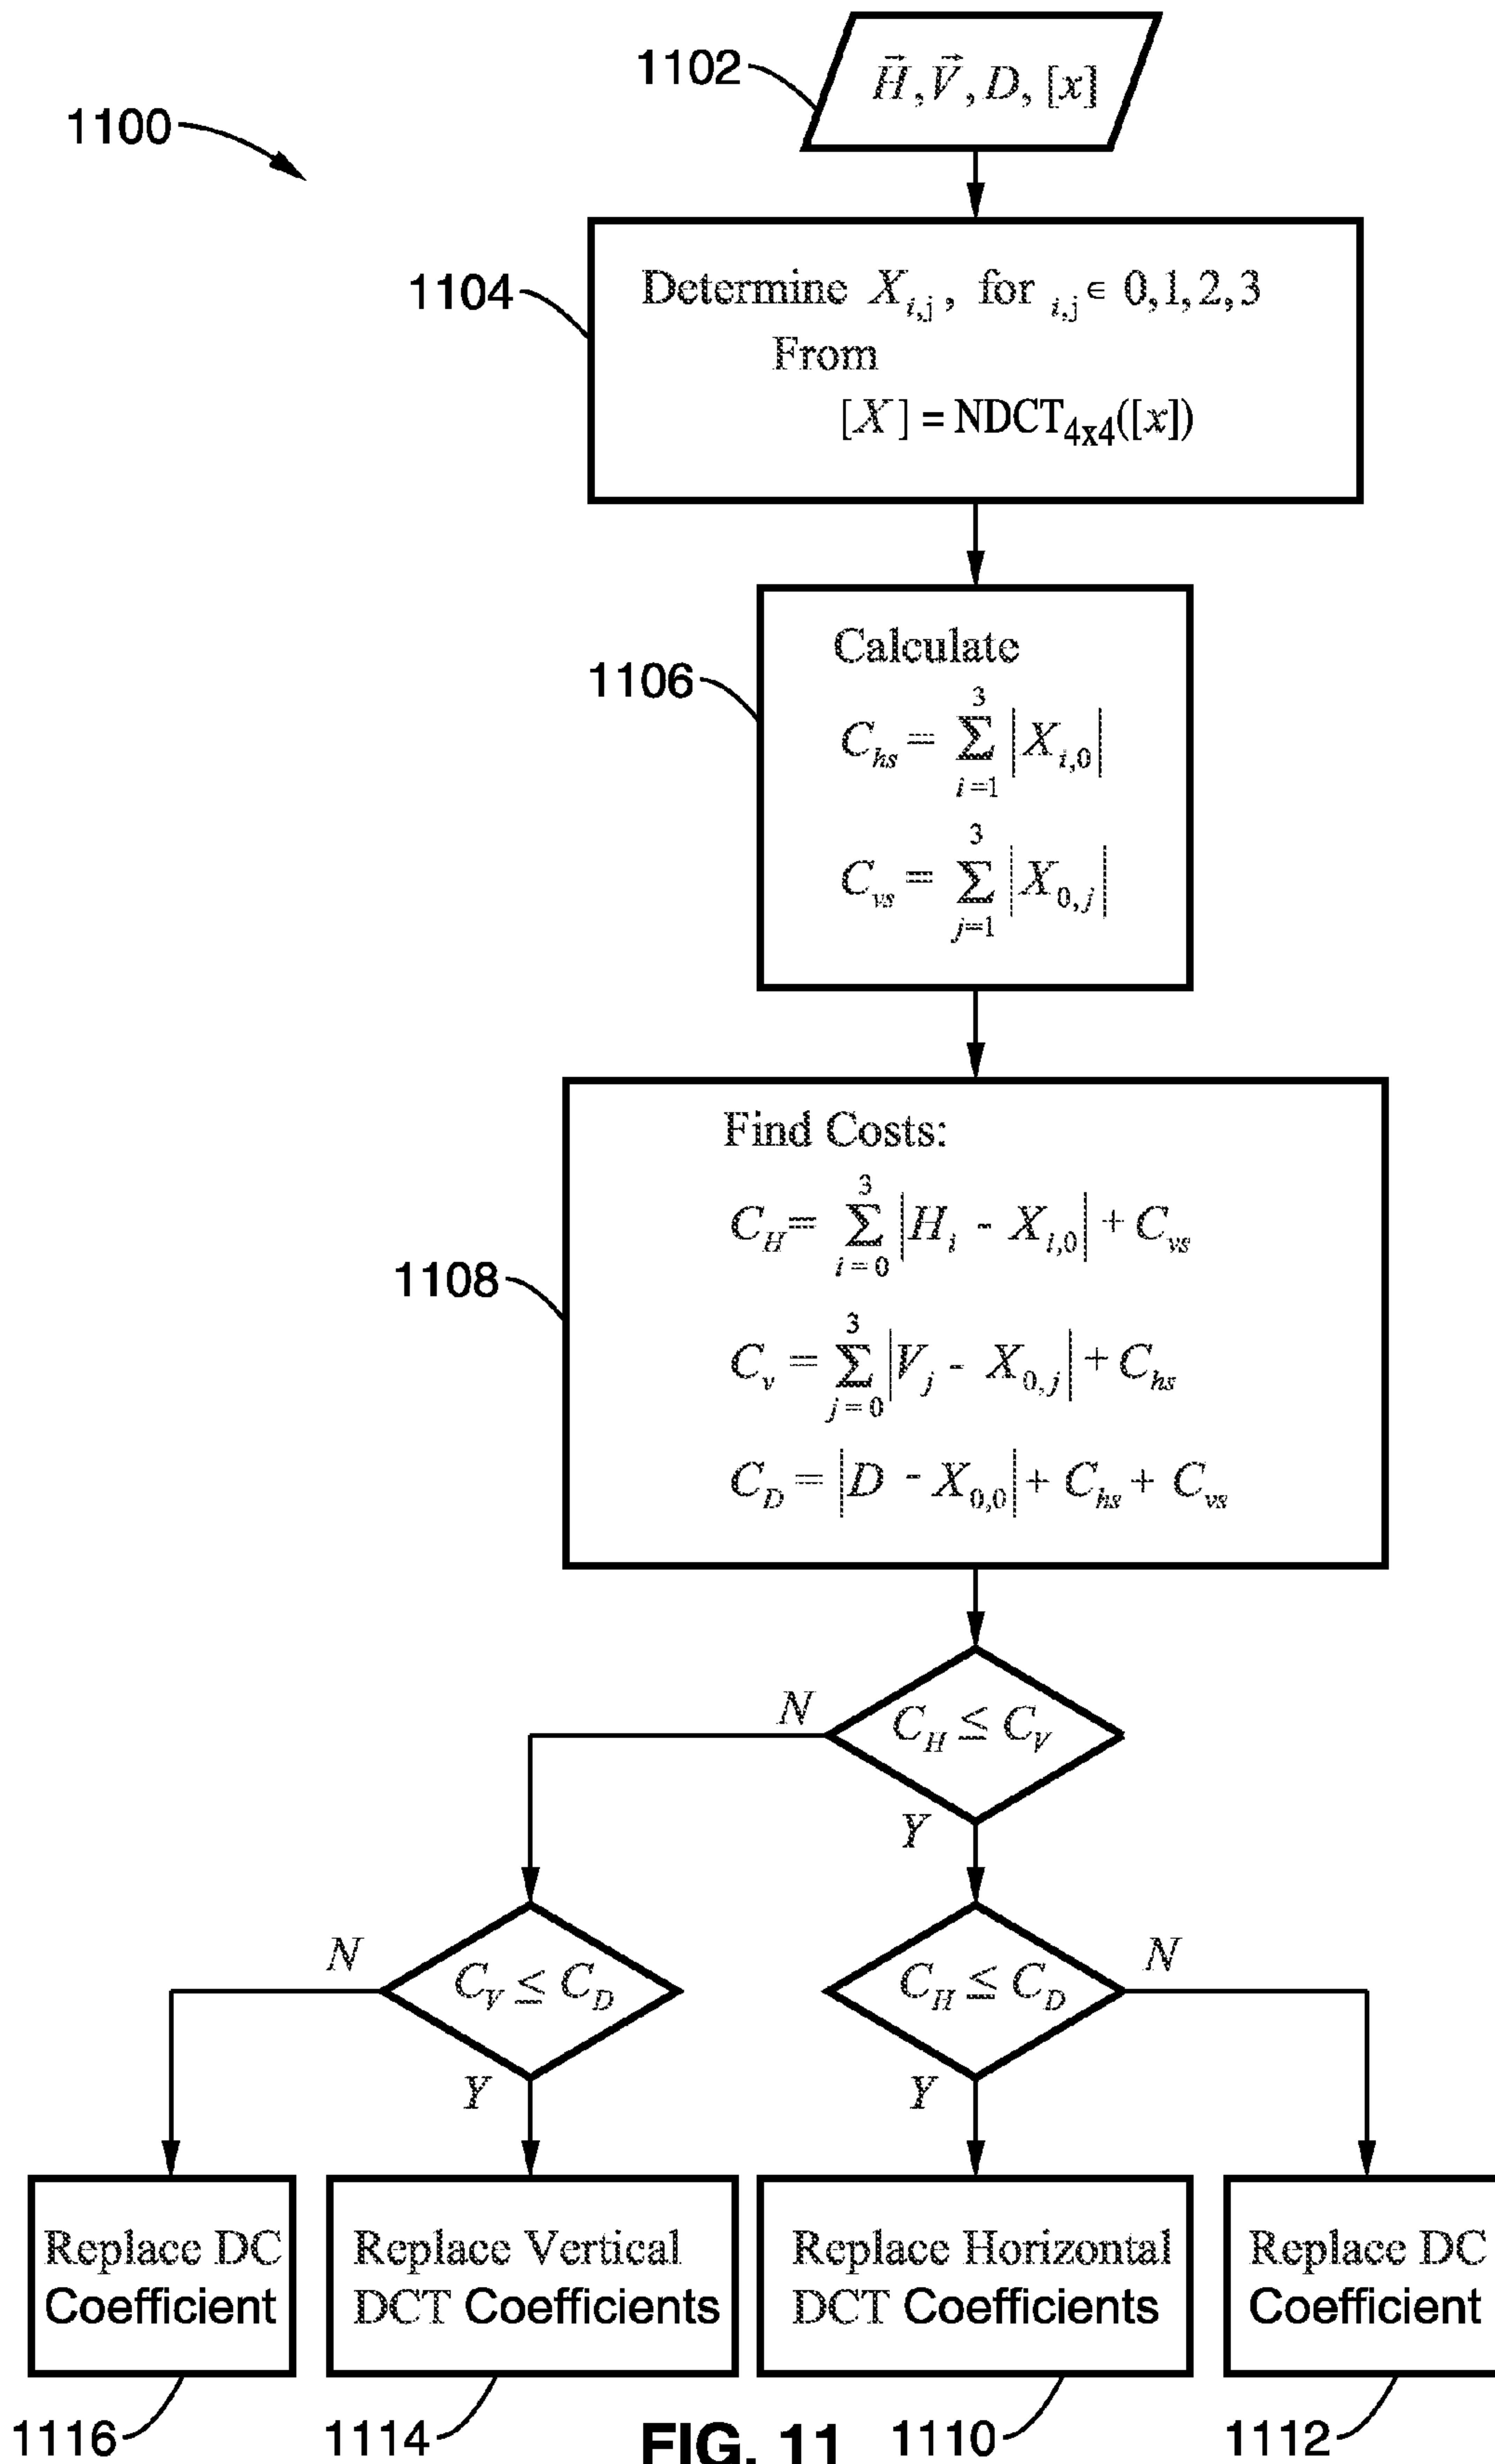 1102
H⃗, V⃗, D, [x]
1100
1104
Determine X_{i,j}, for _{i,j} ∈ 0,1,2,3
From
[X] = NDCT_{4x4}([x])
1106
Calculate
C_{hs} = ∑_{i=1}^{3} |X_{i,0}|
C_{vs} = ∑_{j=1}^{3} |X_{0,j}|
1108
Find Costs:
C_H = ∑_{i=0}^{3} |H_i - X_{i,0}| + C_{vs}
C_v = ∑_{j=0}^{3} |V_j - X_{0,j}| + C_{hs}
C_D = |D - X_{0,0}| + C_{hs} + C_{vs}
N
C_H ≤ C_V
Y
N
C_V ≤ C_D
Y
C_H ≤ C_D
N
Y
Replace DC
Coefficient
Replace Vertical
DCT Coefficients
Replace Horizontal
DCT Coefficients
Replace DC
Coefficient
1116
1114
FIG. 11
1110
1112